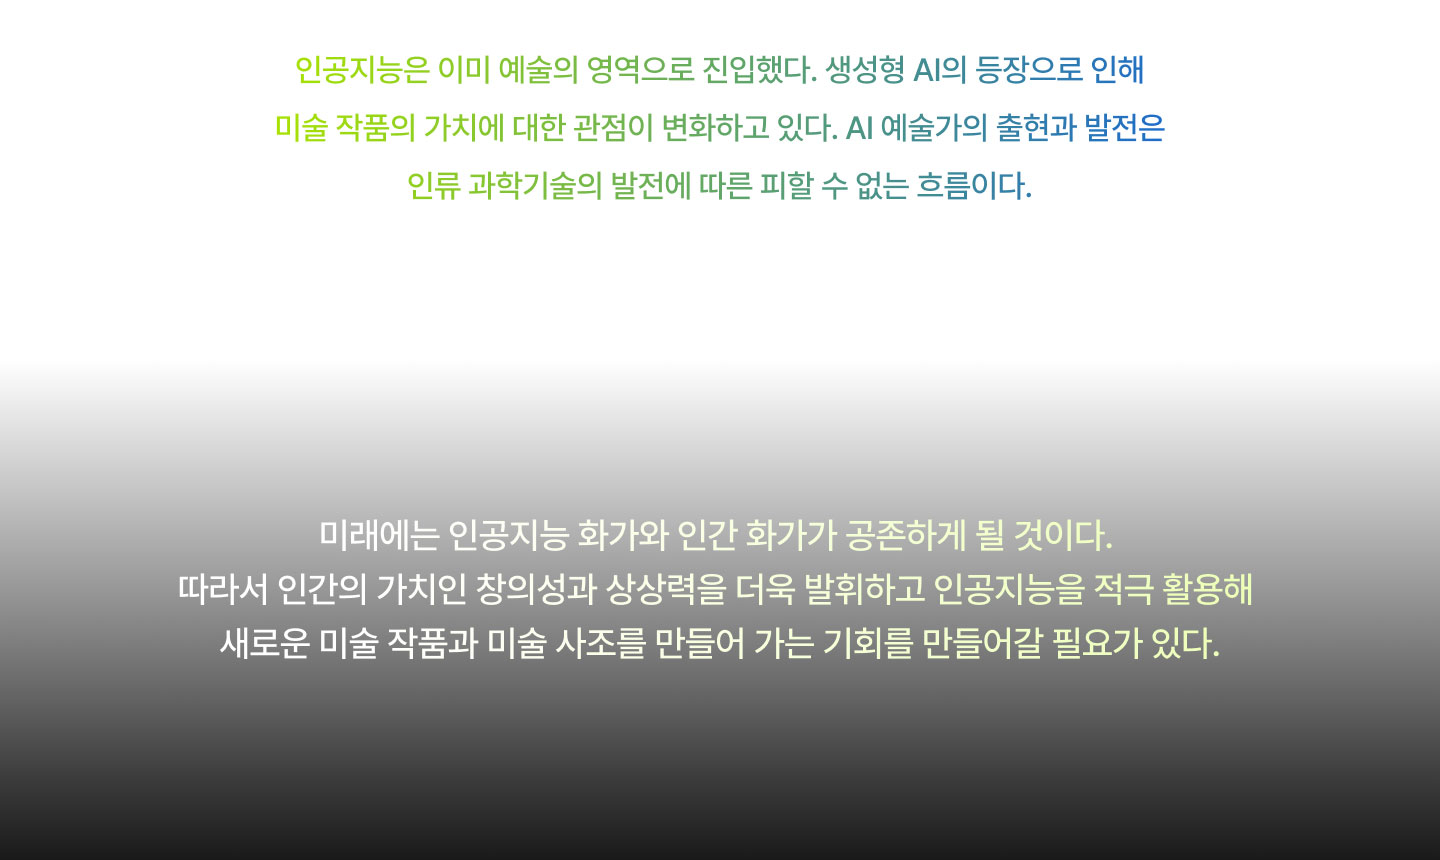 인공지능은 이미 예술의 영역으로 진입했다. 생성형 AI의 등장으로 인해
미술 작품의 가치에 대한 관점이 변화하고 있다. AI 예술가의 출현과 발전은
인류 과학기술의 발전에 따른 피할 수 없는 흐름이다.
미래에는 인공지능 화가와 인간 화가가 공존하게 될 것이다.
따라서 인간의 가치인 창의성과 상상력을 더욱 발휘하고 인공지능을 적극 활용해
새로운 미술 작품과 미술 사조를 만들어 가는 기회를 만들어갈 필요가 있다.